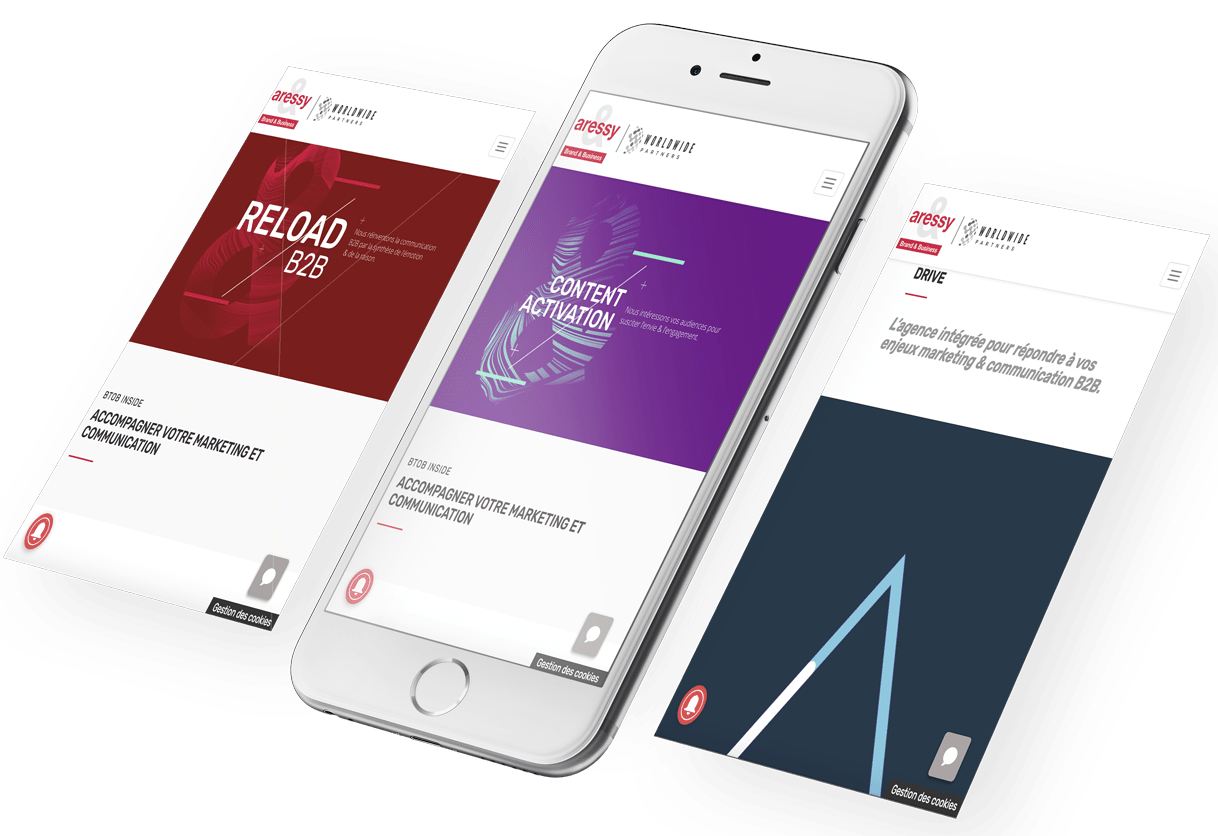 aressy
Brand & Business
WORLDWIDE
PARTNERS
RELOAD
B2B
Nous réinventons la communication
B2B par la synthèse de l'émotion
& de la raison.
BTOB INSIDE
ACCOMPAGNER VOTRE MARKETING ET
COMMUNICATION
Gestion des cookies
aressy
Brand & Business
WORLDWIDE
PARTNERS
CONTENT
ACTIVATION
Nous intéressons vos audiences pour
susciter l'envie & l'engagement.
BTOB INSIDE
ACCOMPAGNER VOTRE MARKETING ET
COMMUNICATION
Gestion des cookies
aressy
Brand & Business
WORLDWIDE
PARTNERS
DRIVE
L'agence intégrée pour répondre à vos
enjeux marketing & communication B2B.
Gestion des cookies